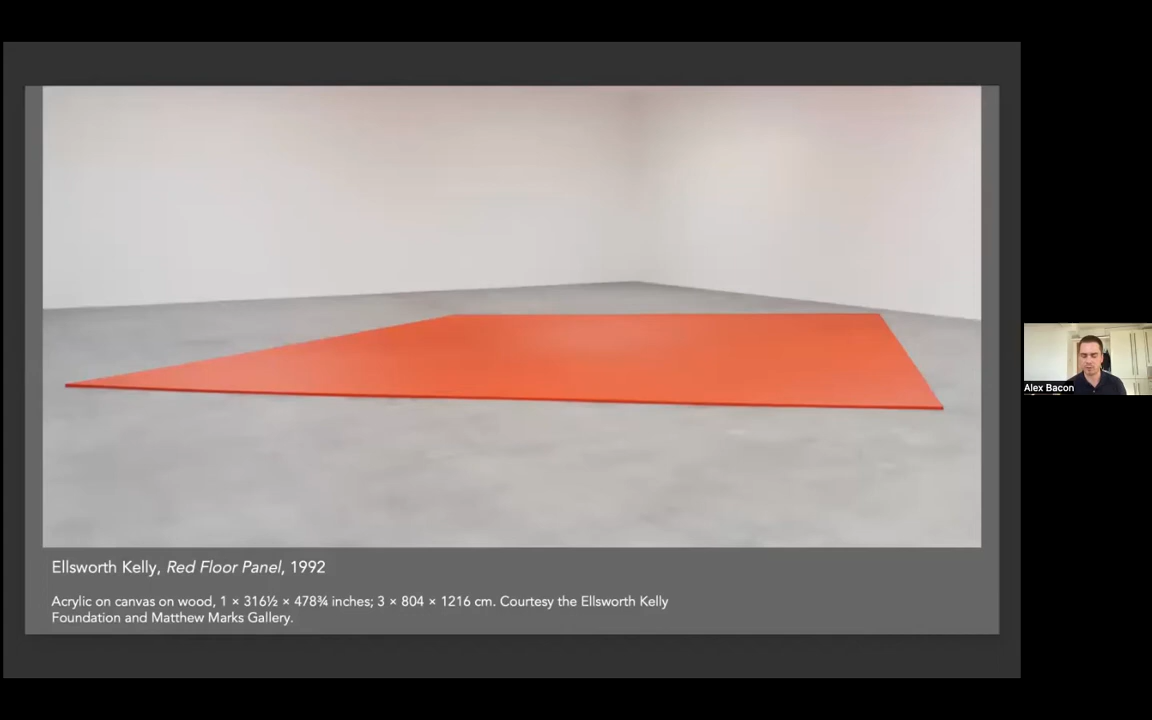 Ellsworth Kelly, Red Floor Panel, 1992
Acrylic on canvas on wood, 1 × 316½ × 478¾ inches; 3 × 804 × 1216 cm. Courtesy the Ellsworth Kelly
Foundation and Matthew Marks Gallery.
Alex Bacon